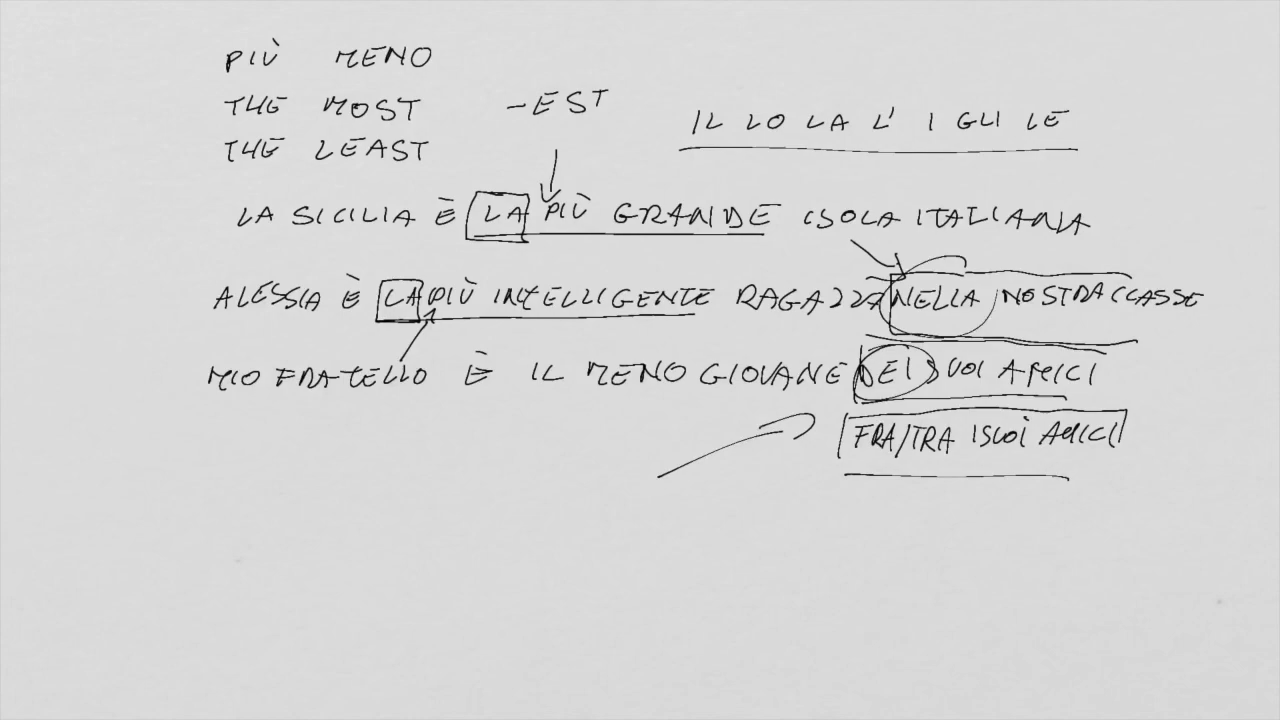 PIÙ MENO
THE MOST -EST
IL LO LA L' I GLI LE
THE LEAST
LA SICILIA È LA PIÙ GRANDE ISOLA ITALIANA
ALESSIA È LA PIÙ INTELLIGENTE RAGAZZA NELLA NOSTRA CLASSE
MIO FRATELLO È IL MENO GIOVANE DEI SUOI AMICI
FRA/TRA I SUOI AMICI